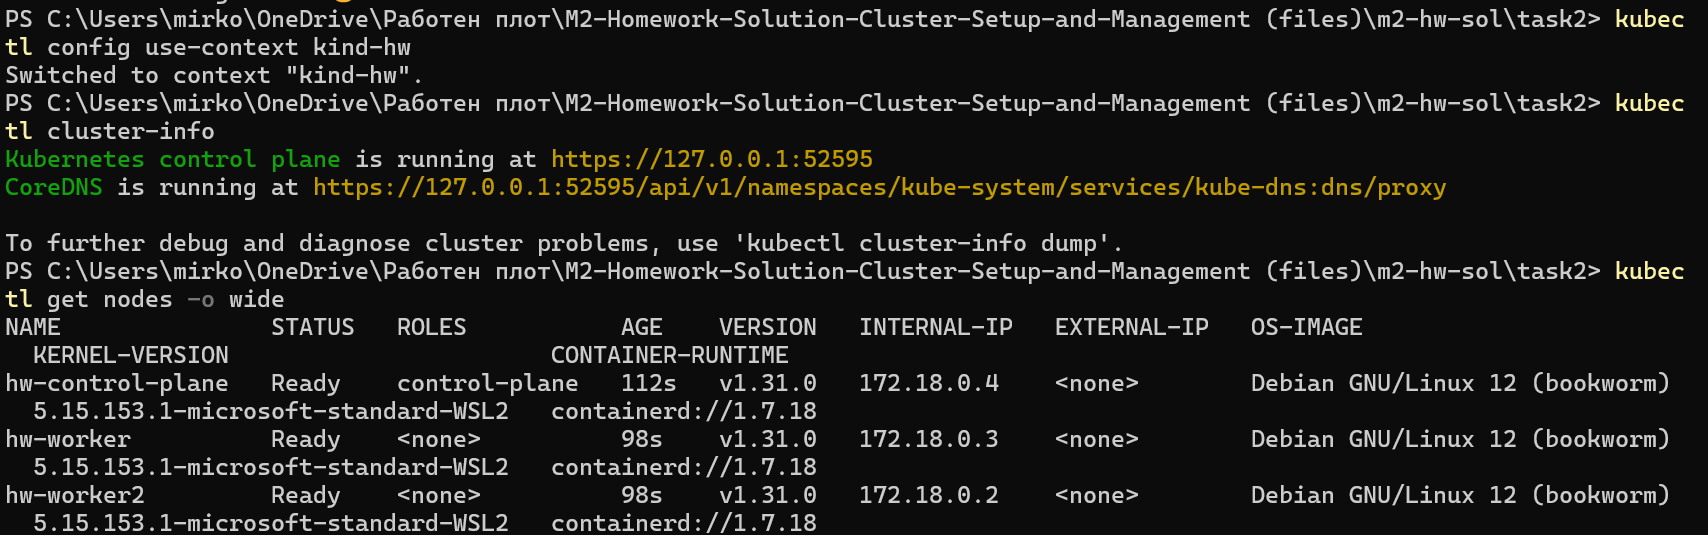 PS C:\Users\mirko\OneDrive\Работен плот\M2-Homework-Solution-Cluster-Setup-and-Management (files)\m2-hw-sol\task2> kubec
tl config use-context kind-hw
Switched to context "kind-hw".
PS C:\Users\mirko\OneDrive\Работен плот\M2-Homework-Solution-Cluster-Setup-and-Management (files)\m2-hw-sol\task2> kubec
tl cluster-info
Kubernetes control plane is running at https://127.0.0.1:52595
CoreDNS is running at https://127.0.0.1:52595/api/v1/namespaces/kube-system/services/kube-dns:dns/proxy

To further debug and diagnose cluster problems, use 'kubectl cluster-info dump'.
PS C:\Users\mirko\OneDrive\Работен плот\M2-Homework-Solution-Cluster-Setup-and-Management (files)\m2-hw-sol\task2> kubec
tl get nodes -o wide
NAME               STATUS   ROLES           AGE    VERSION   INTERNAL-IP   EXTERNAL-IP   OS-IMAGE
  KERNEL-VERSION                       CONTAINER-RUNTIME
hw-control-plane   Ready    control-plane   112s   v1.31.0   172.18.0.4    <none>        Debian GNU/Linux 12 (bookworm)
  5.15.153.1-microsoft-standard-WSL2   containerd://1.7.18
hw-worker          Ready    <none>          98s    v1.31.0   172.18.0.3    <none>        Debian GNU/Linux 12 (bookworm)
  5.15.153.1-microsoft-standard-WSL2   containerd://1.7.18
hw-worker2         Ready    <none>          98s    v1.31.0   172.18.0.2    <none>        Debian GNU/Linux 12 (bookworm)
  5.15.153.1-microsoft-standard-WSL2   containerd://1.7.18